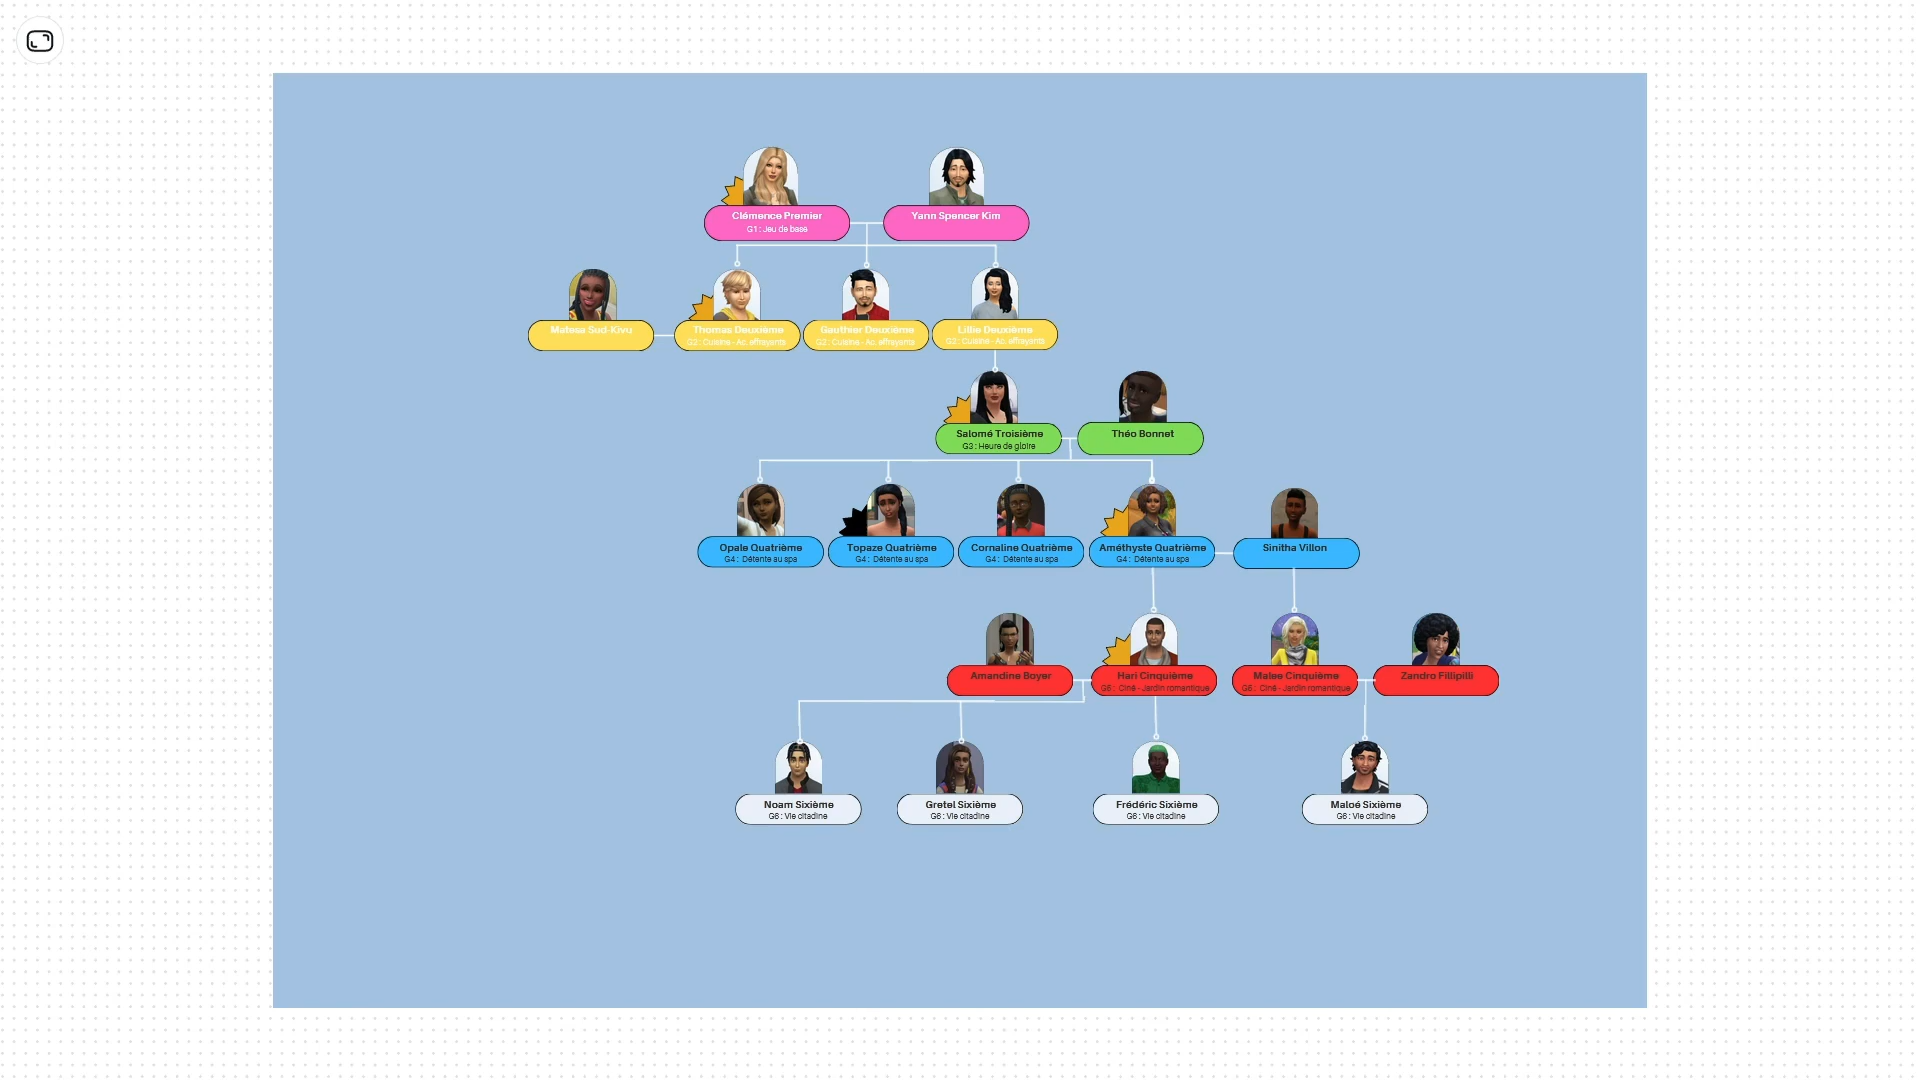 Clémence Premier
G1 : Jeu de base
Yann Spencer Kim
Matesa Sud-Kivu
Thomas Deuxième
G2 : Cuisine - Ac. effrayants
Gauthier Deuxième
G2 : Cuisine - Ac. effrayants
Lillie Deuxième
G2 : Cuisine - Ac. effrayants
Salomé Troisième
G3 : Heure de gloire
Théo Bonnet
Opale Quatrième
G4 : Détente au spa
Topaze Quatrième
G4 : Détente au spa
Cornaline Quatrième
G4 : Détente au spa
Améthyste Quatrième
G4 : Détente au spa
Sinitha Villon
Amandine Boyer
Hari Cinquième
G5 : Ciné - Jardin romantique
Malee Cinquième
G5 : Ciné - Jardin romantique
Zandro Fillipilli
Noam Sixième
G6 : Vie citadine
Gretel Sixième
G6 : Vie citadine
Frédéric Sixième
G6 : Vie citadine
Maloé Sixième
G6 : Vie citadine